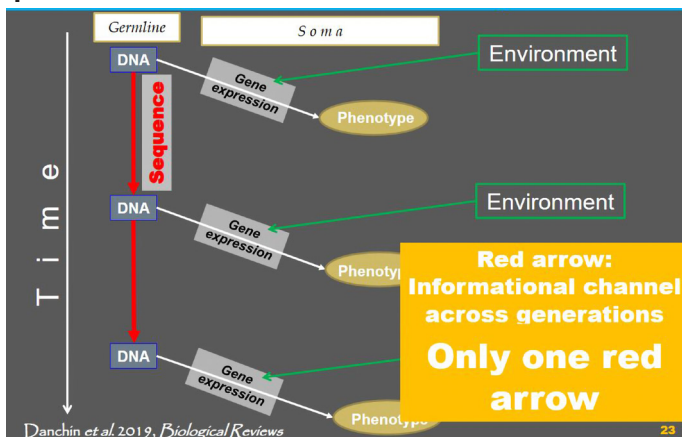 Germline
S o m a
DNA
Environment
Gene
expression
Phenotype
Sequence
T i m e
DNA
Environment
Gene
expression
Red arrow:
Informational channel
across generations
Only one red
arrow
DNA
Gene
expression
Danchin et al. 2019, Biological Reviews
23